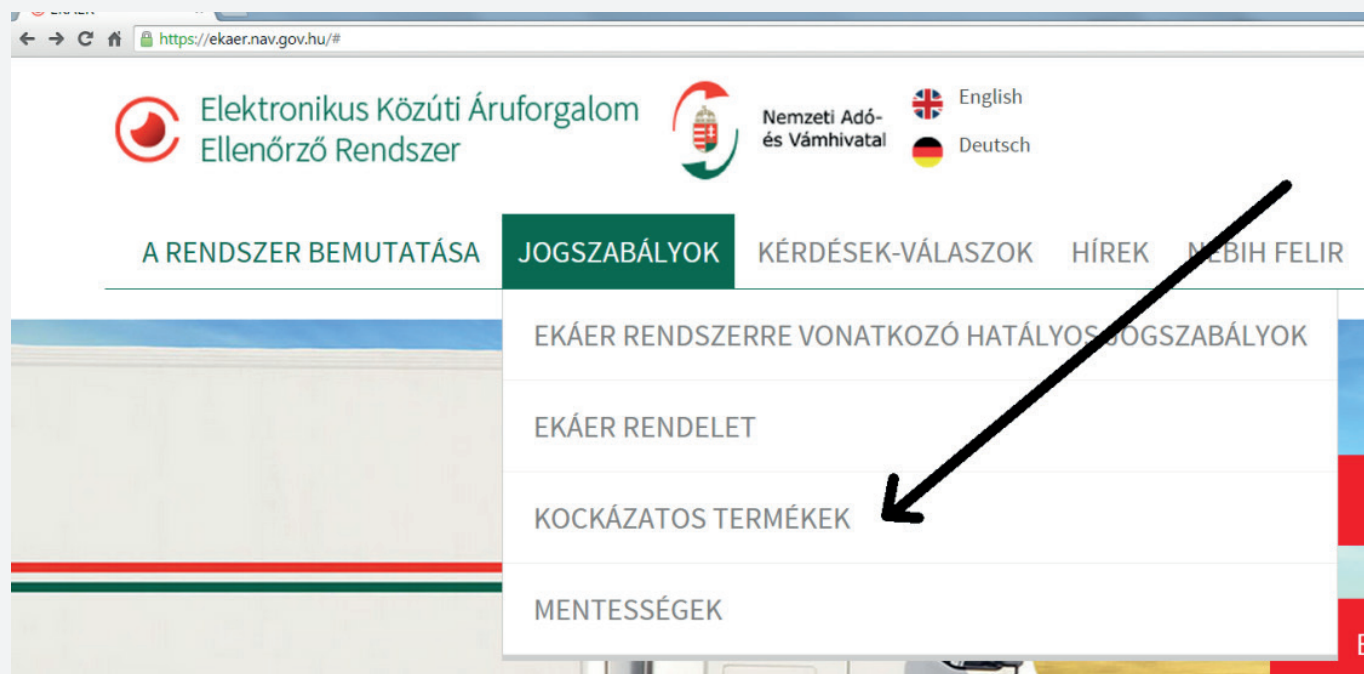 https://ekaer.nav.gov.hu/#
Elektronikus Közúti Áruforgalom
Ellenőrző Rendszer
Nemzeti Adó-
és Vámhivatal
English
Deutsch
A RENDSZER BEMUTATÁSA JOGSZABÁLYOK KÉRDÉSEK-VÁLASZOK HÍREK NÉBIH FELIR
EKÁER RENDSZERRE VONATKOZÓ HATÁLYOS JOGSZABÁLYOK
EKÁER RENDELET
KOCKÁZATOS TERMÉKEK
MENTESSÉGEK